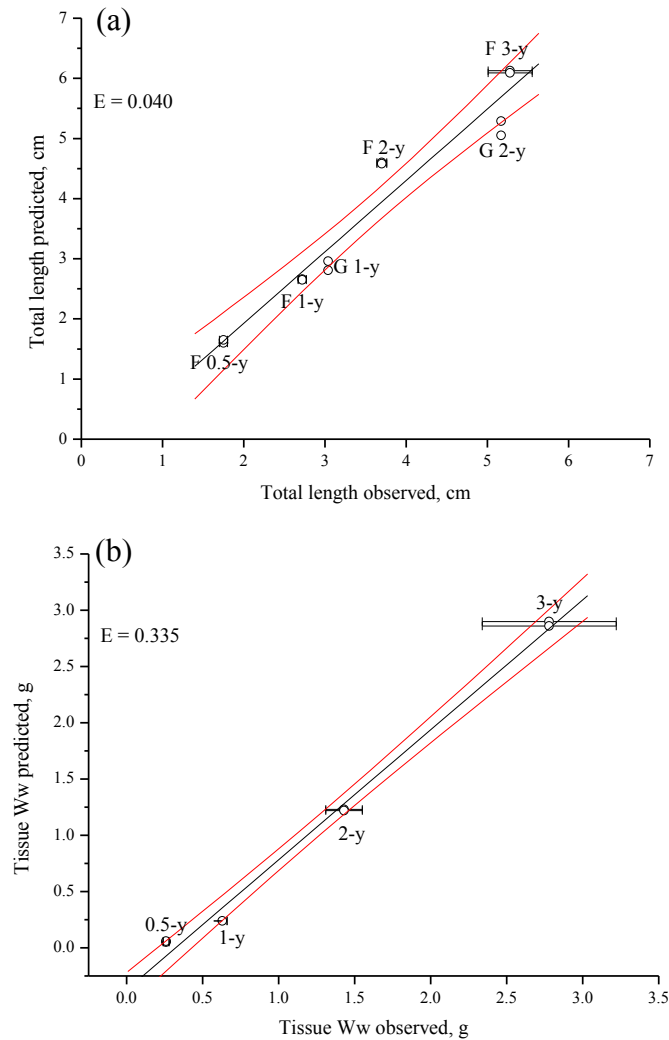 (a)
7
6
5
4
3
2
1
0
E = 0.040
F 3-y
F 2-y
G 2-y
G 1-y
F 1-y
F 0.5-y
Total length predicted, cm
0 1 2 3 4 5 6 7
Total length observed, cm
(b)
3.5
3.0
2.5
2.0
1.5
1.0
0.5
0.0
E = 0.335
3-y
2-y
0.5-y
1-y
Tissue Ww predicted, g
0.0 0.5 1.0 1.5 2.0 2.5 3.0 3.5
Tissue Ww observed, g